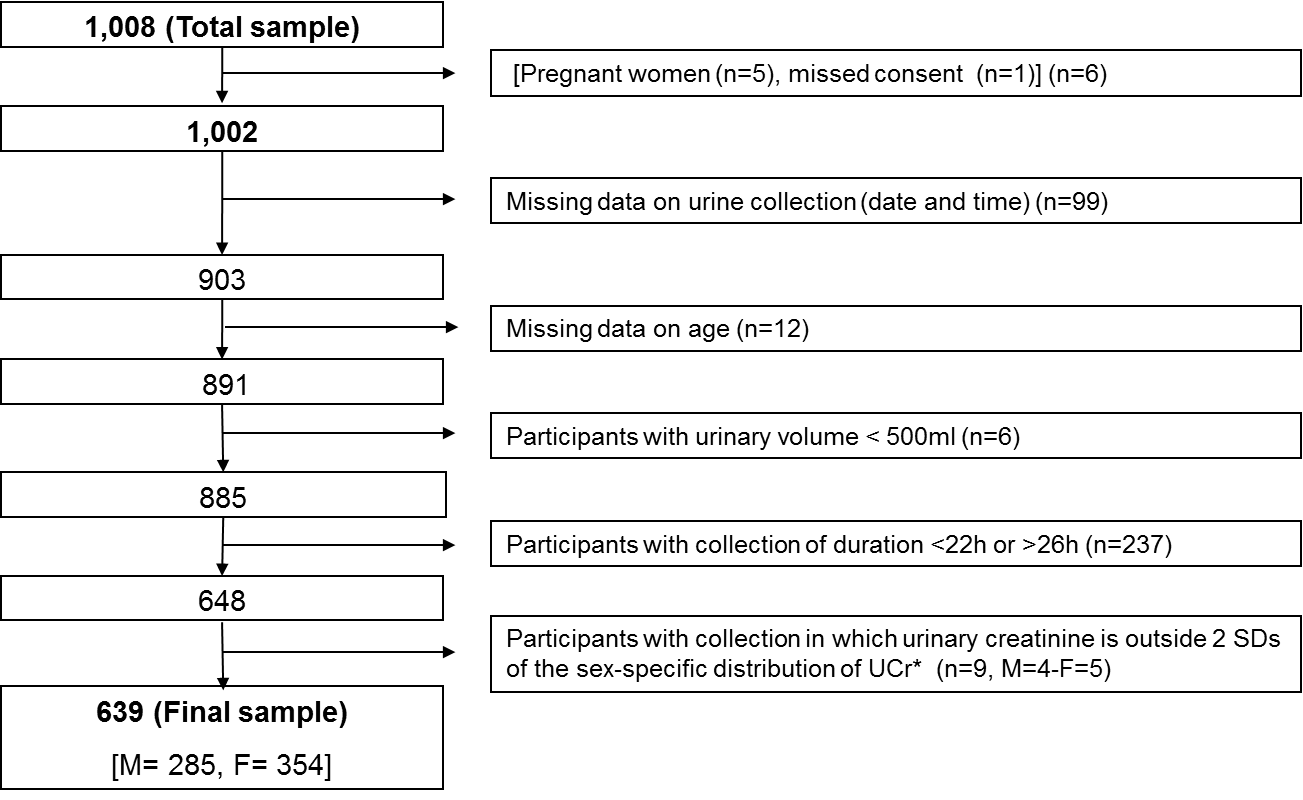 1,008 (Total sample)
[Pregnant women (n=5), missed consent (n=1)] (n=6)
1,002
Missing data on urine collection (date and time) (n=99)
903
Missing data on age (n=12)
891
Participants with urinary volume < 500ml (n=6)
885
Participants with collection of duration <22h or >26h (n=237)
648
Participants with collection in which urinary creatinine is outside 2 SDs
of the sex-specific distribution of UCr* (n=9, M=4-F=5)
639 (Final sample)
[M= 285, F= 354]